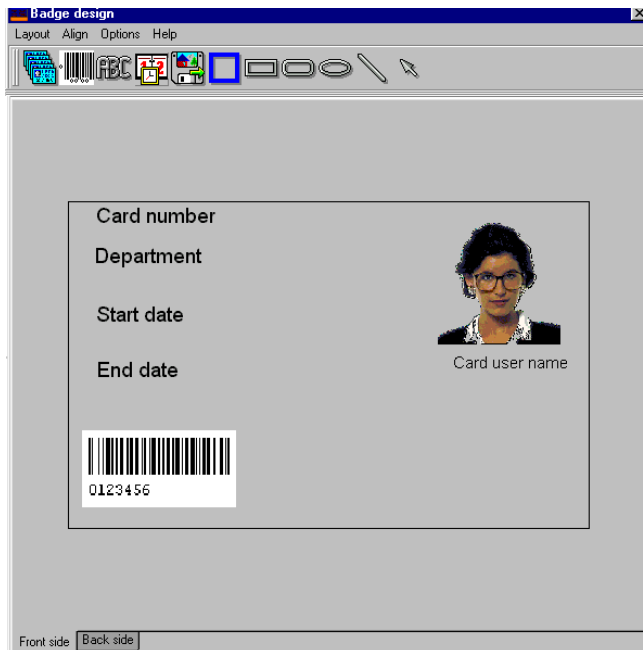 Badge design
Layout Align Options Help
ABC
Card number
Department
Start date
End date
Card user name
0123456
Front side Back side